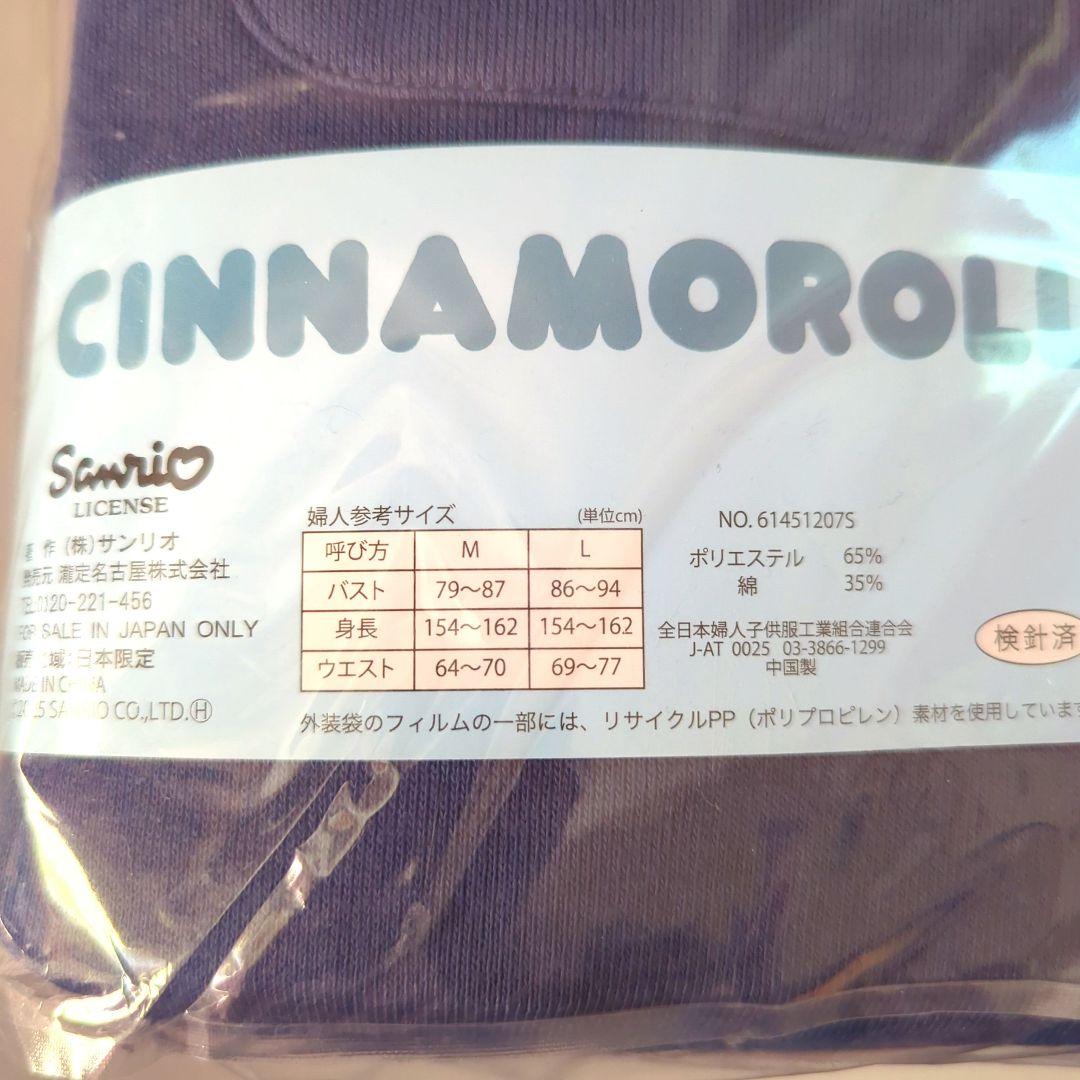 CINNAMOROLL
Sanrio
LICENSE
著作 (株)サンリオ
発売元 瀧定名古屋株式会社
TEL.0120-221-456
FOR SALE IN JAPAN ONLY
販売地域:日本限定
MADE IN CHINA
SANRIO CO.,LTD.Ⓗ
婦人参考サイズ (単位cm)
呼び方 M L
バスト 79〜87 86〜94
身長 154〜162 154〜162
ウエスト 64〜70 69〜77
NO. 61451207S
ポリエステル 65%
綿 35%
全日本婦人子供服工業組合連合会
J-AT 0025 03-3866-1299
中国製
検針済
外装袋のフィルムの一部には、リサイクルPP（ポリプロピレン）素材を使用しています